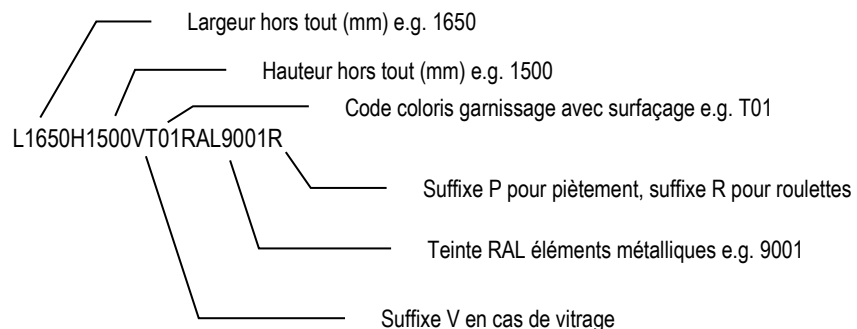 Largeur hors tout (mm) e.g. 1650
Hauteur hors tout (mm) e.g. 1500
Code coloris garnissage avec surfaçage e.g. T01
L1650H1500VT01RAL9001R
Suffixe P pour piètement, suffixe R pour roulettes
Teinte RAL éléments métalliques e.g. 9001
Suffixe V en cas de vitrage